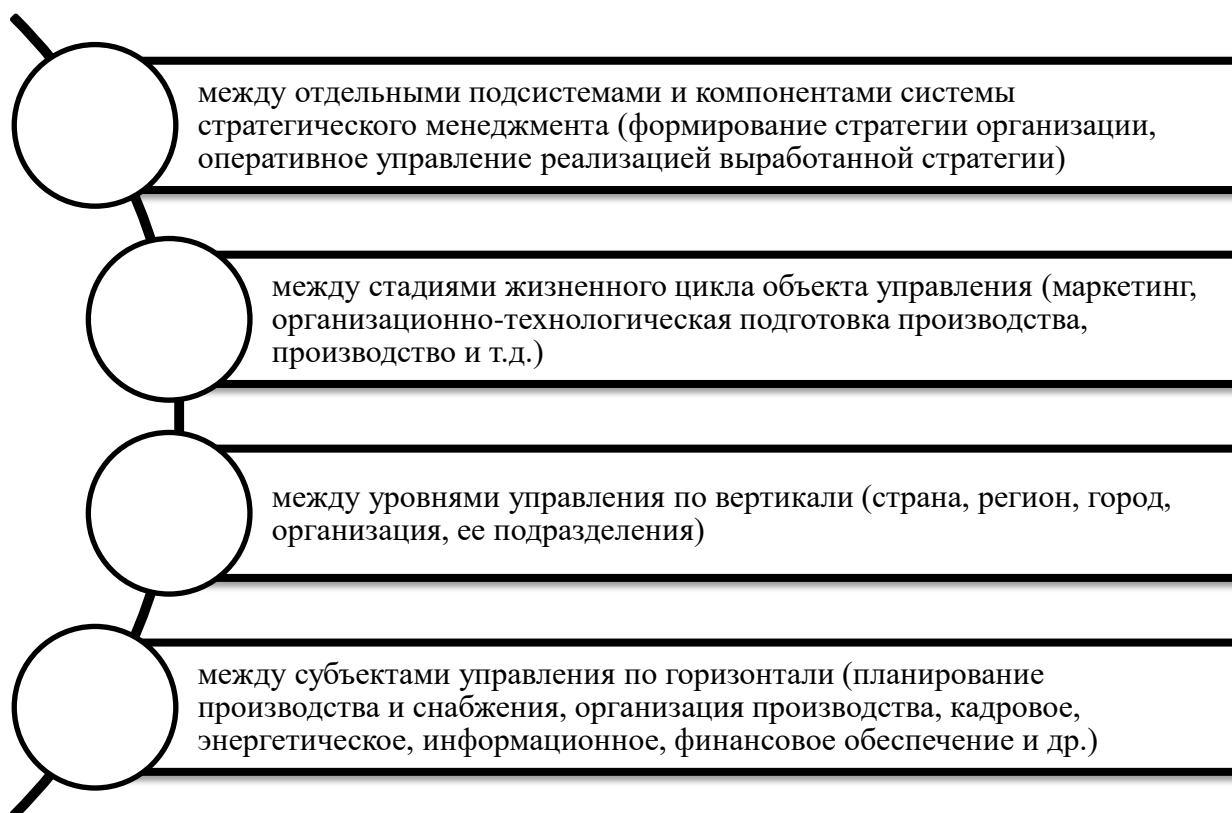 между отдельными подсистемами и компонентами системы
стратегического менеджмента (формирование стратегии организации,
оперативное управление реализацией выработанной стратегии)
между стадиями жизненного цикла объекта управления (маркетинг,
организационно-технологическая подготовка производства,
производство и т.д.)
между уровнями управления по вертикали (страна, регион, город,
организация, ее подразделения)
между субъектами управления по горизонтали (планирование
производства и снабжения, организация производства, кадровое,
энергетическое, информационное, финансовое обеспечение и др.)